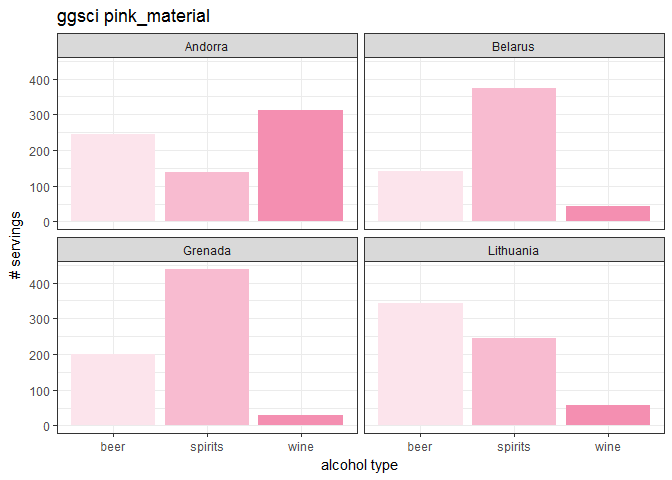 ggsci pink_material
Andorra
Belarus
400
300
200
100
0
# servings
Grenada
Lithuania
400
300
200
100
0
beer
spirits
wine
beer
spirits
wine
alcohol type